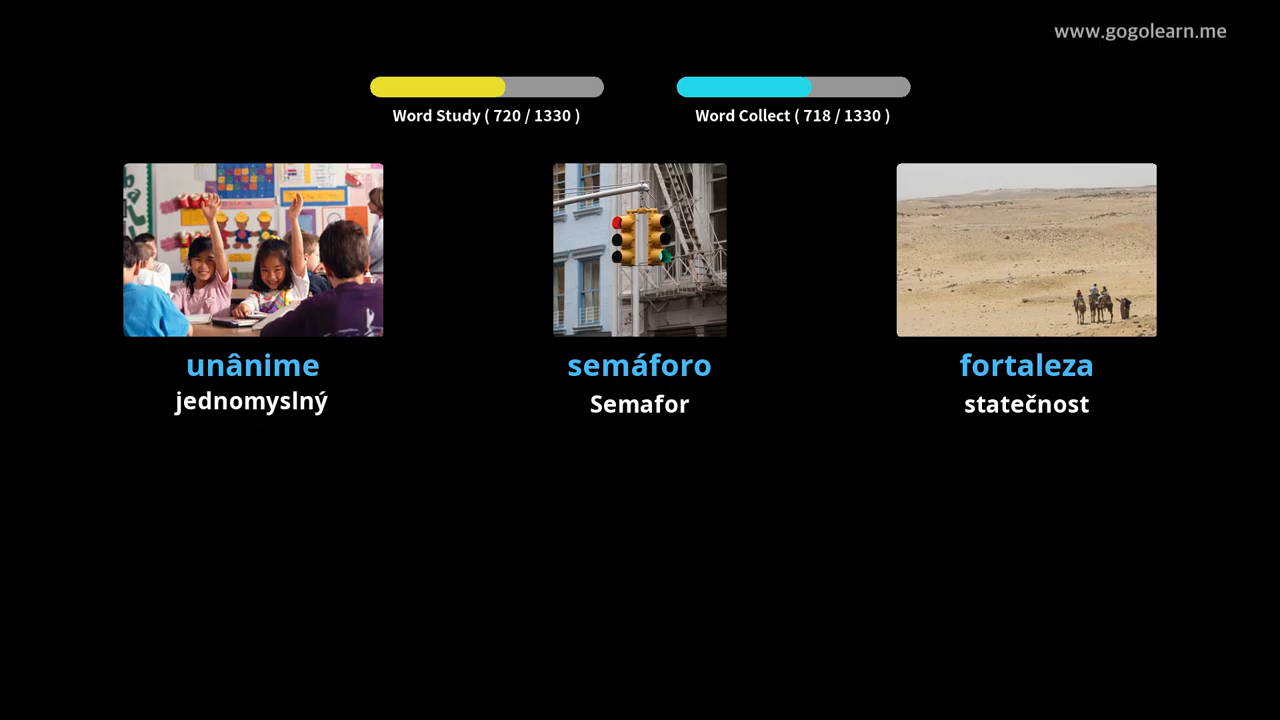 www.gogolearn.me
Word Study ( 720 / 1330 )
Word Collect ( 718 / 1330 )
unânime
jednomyslný
semáforo
Semafor
fortaleza
statečnost